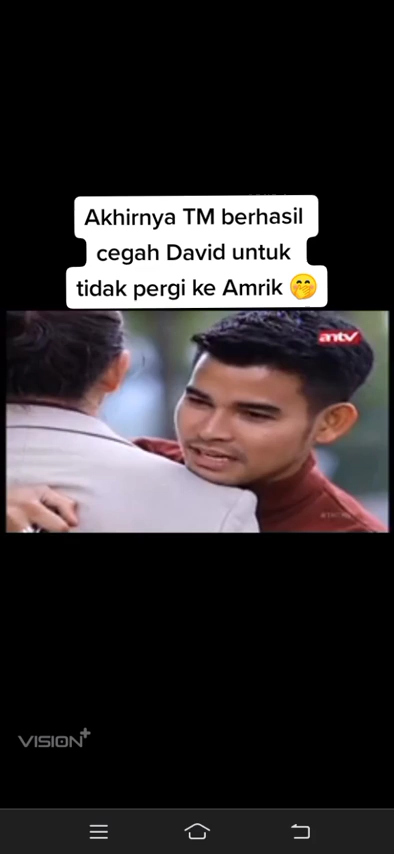 Akhirnya TM berhasil
cegah David untuk
tidak pergi ke Amrik 🤭
antv
VISION+